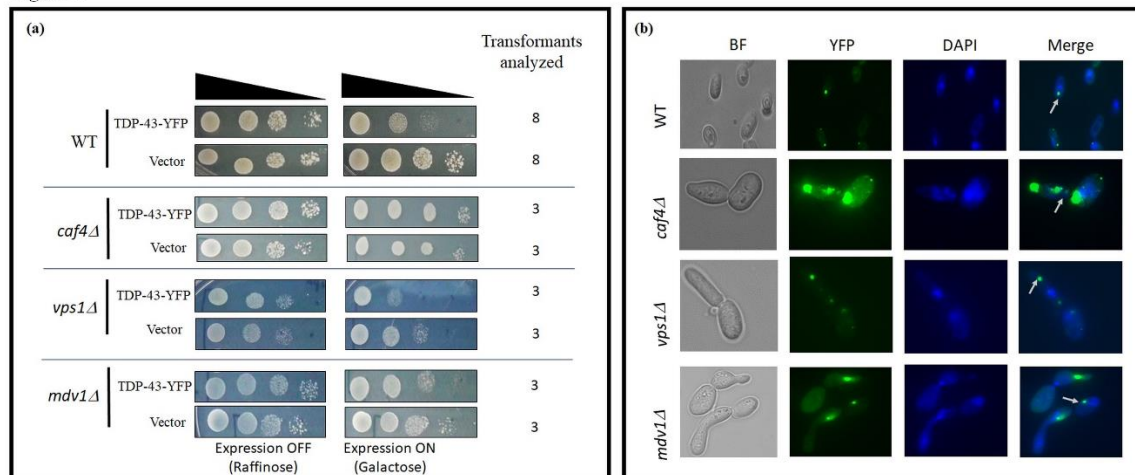 (a)
Transformants
analyzed
WT
TDP-43-YFP
8
Vector
8
caf4Δ
TDP-43-YFP
3
Vector
3
vps1Δ
TDP-43-YFP
3
Vector
3
mdv1Δ
TDP-43-YFP
3
Vector
3
Expression OFF
(Raffinose)
Expression ON
(Galactose)
(b)
BF YFP DAPI Merge
WT
caf4Δ
vps1Δ
mdv1Δ